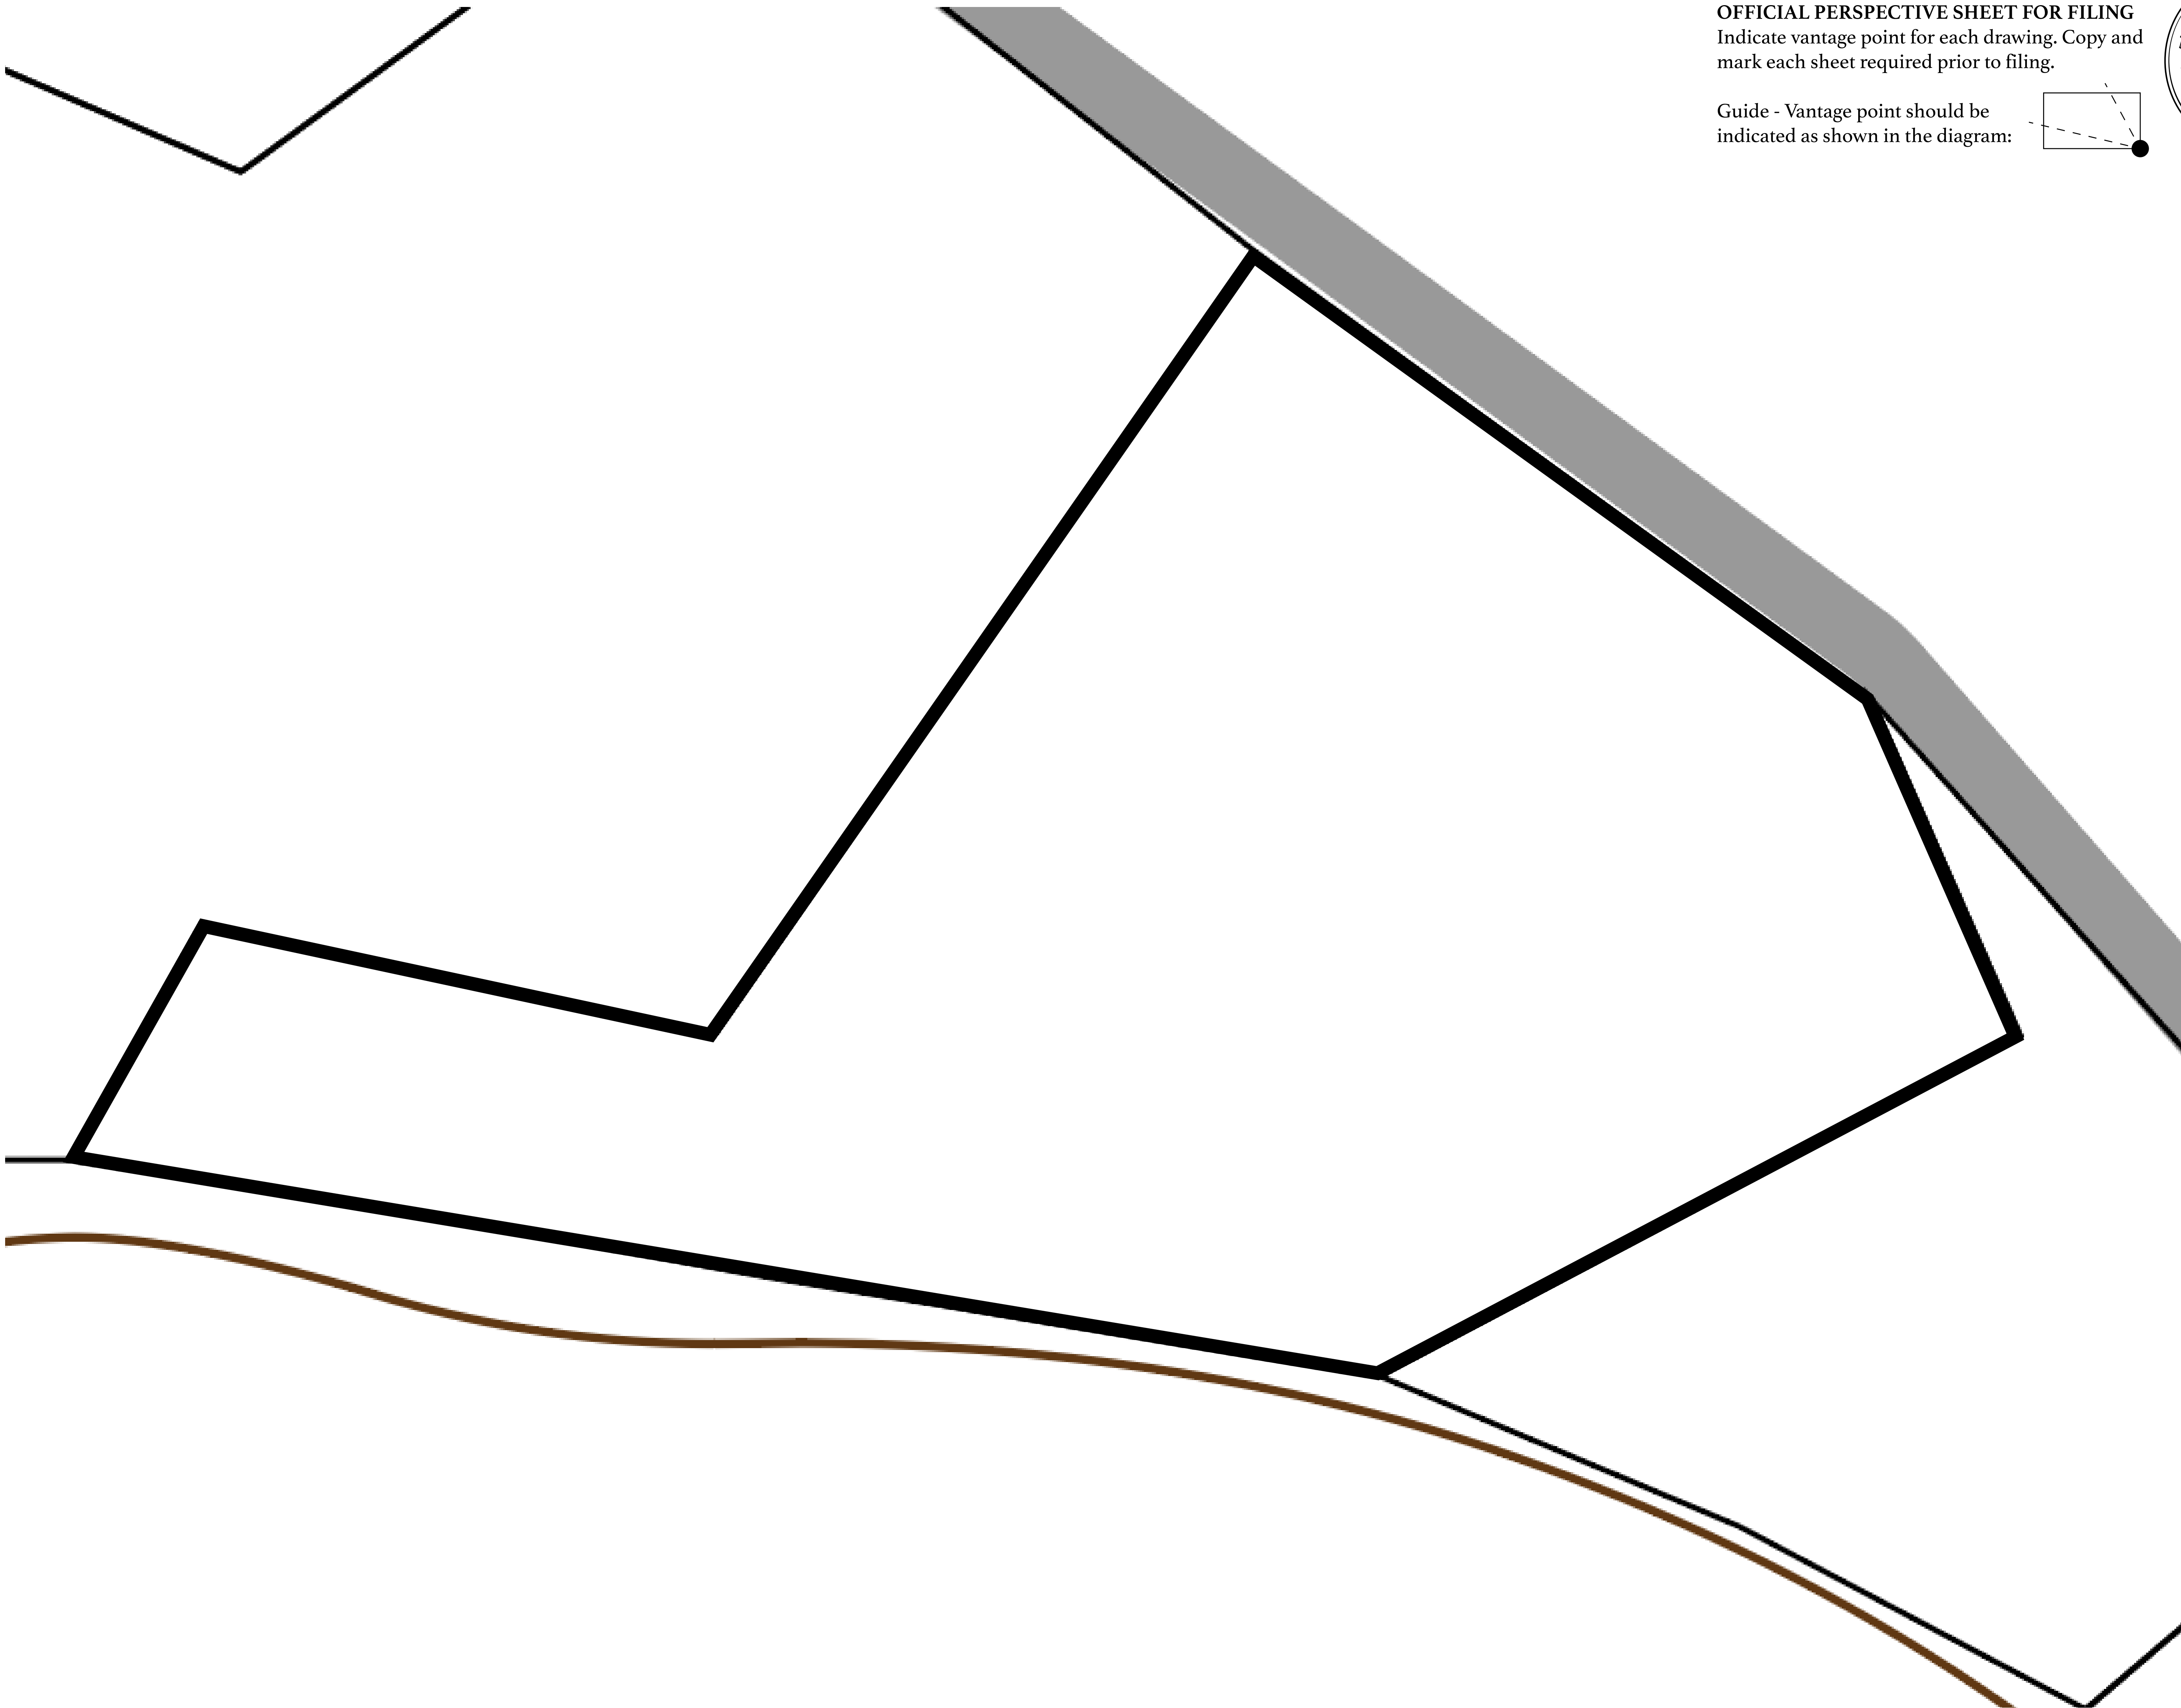 OFFICIAL PERSPECTIVE SHEET FOR FILING
Indicate vantage point for each drawing. Copy and
mark each sheet required prior to filing.
Guide - Vantage point should be
indicated as shown in the diagram: